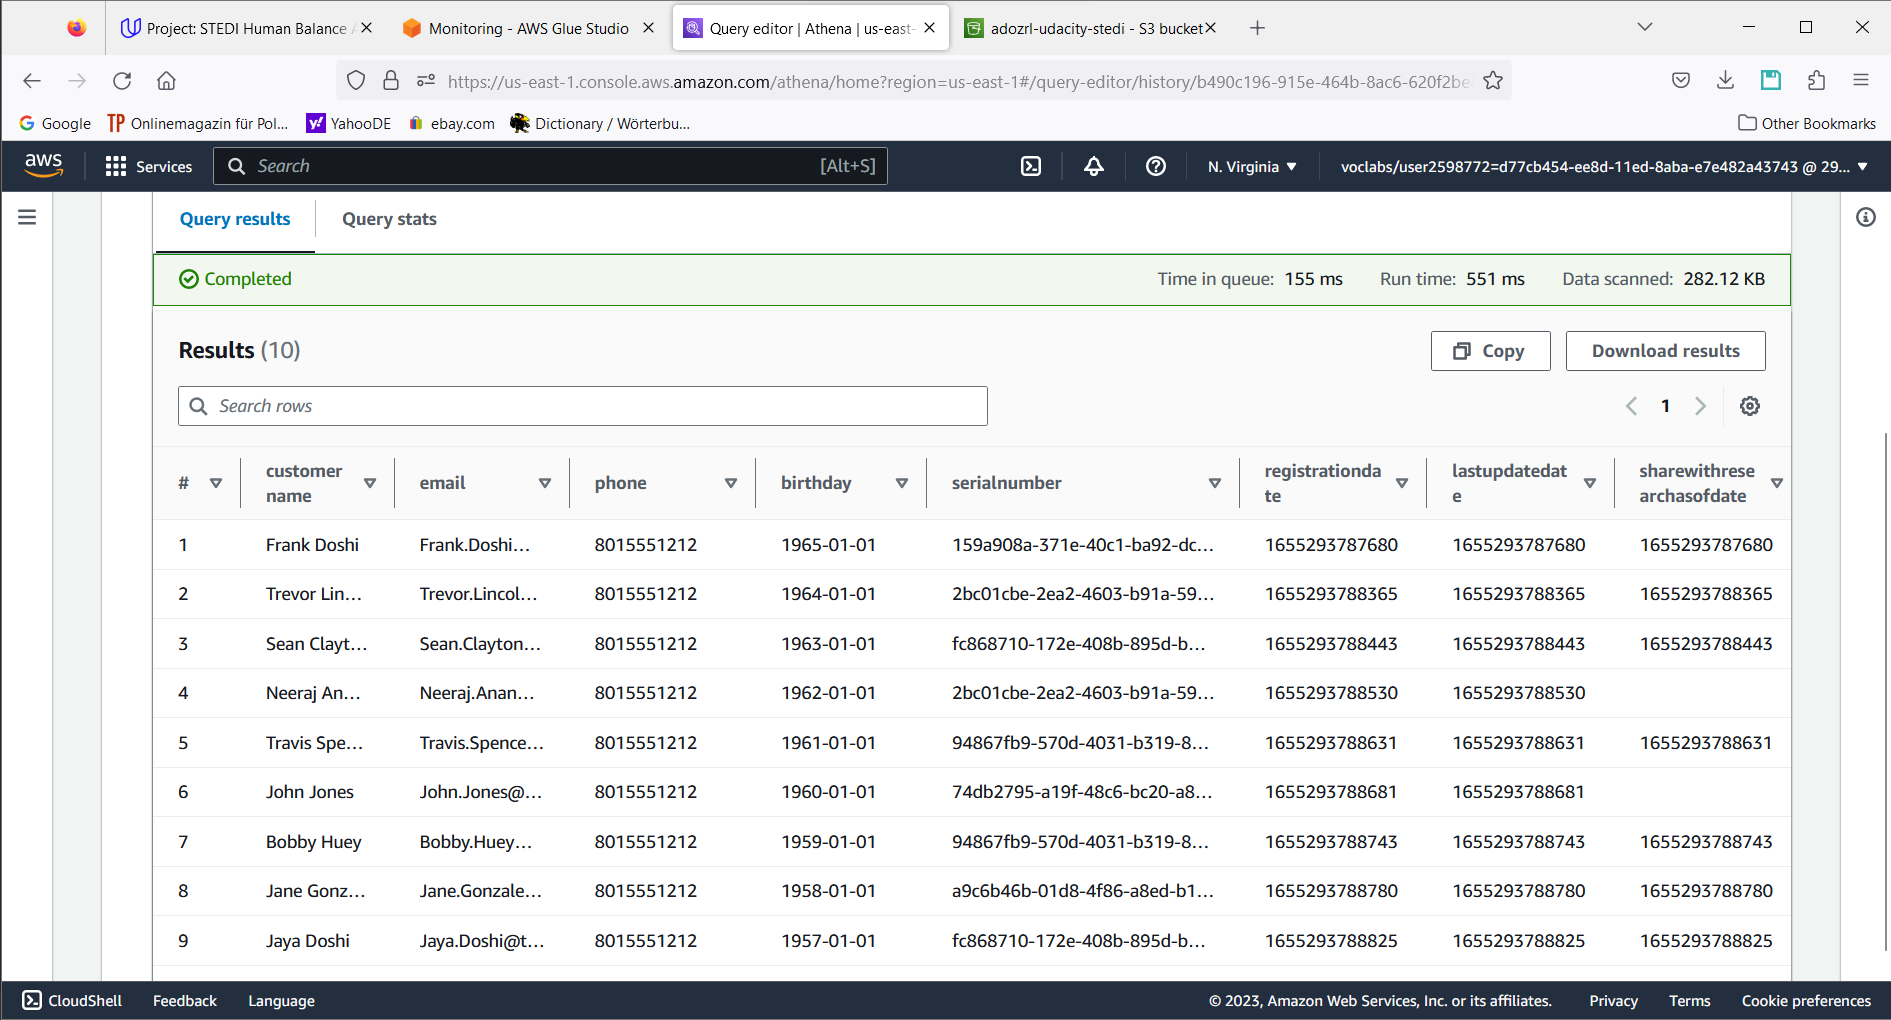 Project: STEDI Human Balance A
Monitoring - AWS Glue Studio
Query editor | Athena | us-east-
adozrl-udacity-stedi - S3 bucket
https://us-east-1.console.aws.amazon.com/athena/home?region=us-east-1#/query-editor/history/b490c196-915e-464b-8ac6-620f2be
Google
TP Onlinemagazin für Pol...
Y! YahooDE
ebay.com
Dictionary / Wörterbu...
Other Bookmarks
aws
Services
Search
[Alt+S]
N. Virginia
voclabs/user2598772=d77cb454-ee8d-11ed-8aba-e7e482a43743 @ 29...
Query results
Query stats
Completed
Time in queue: 155 ms
Run time: 551 ms
Data scanned: 282.12 KB
Results (10)
Copy
Download results
Search rows
1
# customer name email phone birthday serialnumber registrationda te lastupdatedat e sharewithrese archasofdate
1 Frank Doshi Frank.Doshi... 8015551212 1965-01-01 159a908a-371e-40c1-ba92-dc... 1655293787680 1655293787680 1655293787680
2 Trevor Lin... Trevor.Lincol... 8015551212 1964-01-01 2bc01cbe-2ea2-4603-b91a-59... 1655293788365 1655293788365 1655293788365
3 Sean Clayt... Sean.Clayton... 8015551212 1963-01-01 fc868710-172e-408b-895d-b... 1655293788443 1655293788443 1655293788443
4 Neeraj An... Neeraj.Anan... 8015551212 1962-01-01 2bc01cbe-2ea2-4603-b91a-59... 1655293788530 1655293788530
5 Travis Spe... Travis.Spence... 8015551212 1961-01-01 94867fb9-570d-4031-b319-8... 1655293788631 1655293788631 1655293788631
6 John Jones John.Jones@... 8015551212 1960-01-01 74db2795-a19f-48c6-bc20-a8... 1655293788681 1655293788681
7 Bobby Huey Bobby.Huey... 8015551212 1959-01-01 94867fb9-570d-4031-b319-8... 1655293788743 1655293788743 1655293788743
8 Jane Gonz... Jane.Gonzale... 8015551212 1958-01-01 a9c6b46b-01d8-4f86-a8ed-b1... 1655293788780 1655293788780 1655293788780
9 Jaya Doshi Jaya.Doshi@t... 8015551212 1957-01-01 fc868710-172e-408b-895d-b... 1655293788825 1655293788825 1655293788825
CloudShell
Feedback
Language
© 2023, Amazon Web Services, Inc. or its affiliates.
Privacy
Terms
Cookie preferences